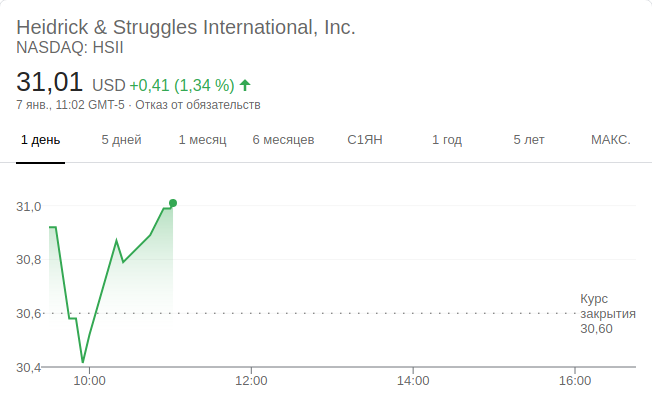 Heidrick & Struggles International, Inc.
NASDAQ: HSII
31,01 USD +0,41 (1,34 %)
7 янв., 11:02 GMT-5 · Отказ от обязательств
1 день 5 дней 1 месяц 6 месяцев С1ЯН 1 год 5 лет МАКС.
31,0
30,8
30,6
30,4
Курс
закрытия
30,60
10:00 12:00 14:00 16:00